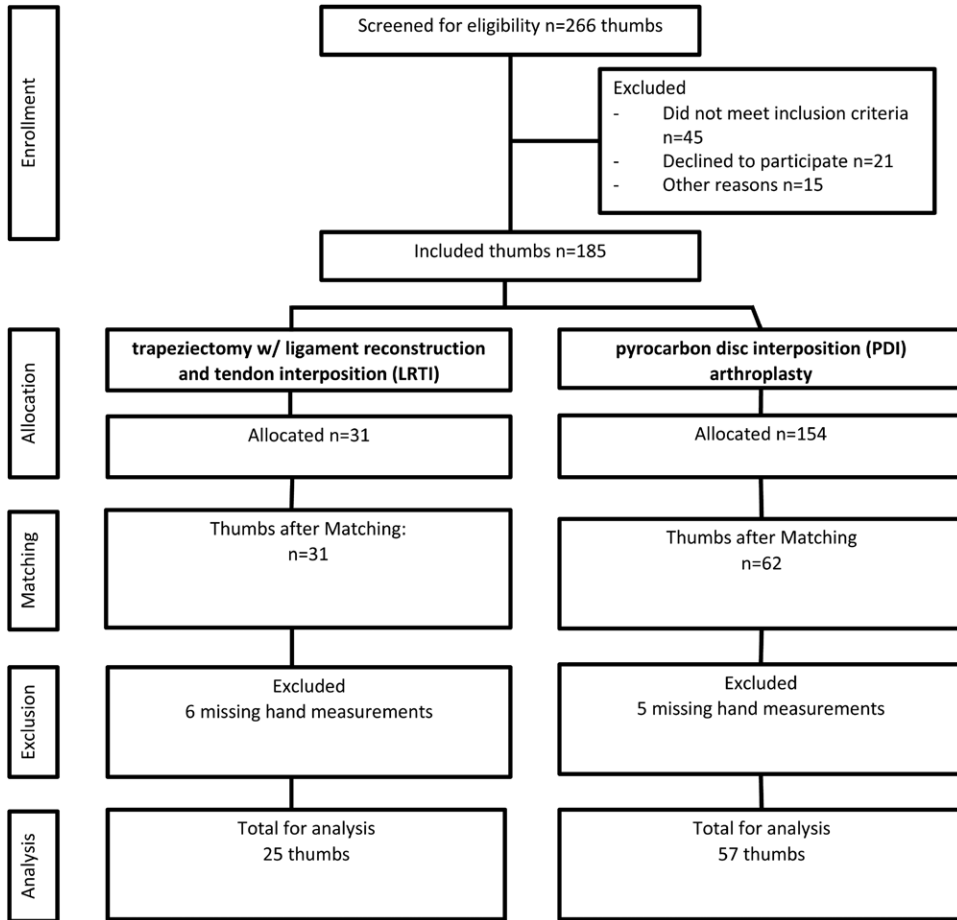 Enrollment
Screened for eligibility n=266 thumbs
Excluded
- Did not meet inclusion criteria
n=45
- Declined to participate n=21
- Other reasons n=15
Included thumbs n=185
Allocation
trapeziectomy w/ ligament reconstruction
and tendon interposition (LRTI)
pyrocarbon disc interposition (PDI)
arthroplasty
Allocated n=31
Allocated n=154
Matching
Thumbs after Matching:
n=31
Thumbs after Matching
n=62
Exclusion
Excluded
6 missing hand measurements
Excluded
5 missing hand measurements
Analysis
Total for analysis
25 thumbs
Total for analysis
57 thumbs